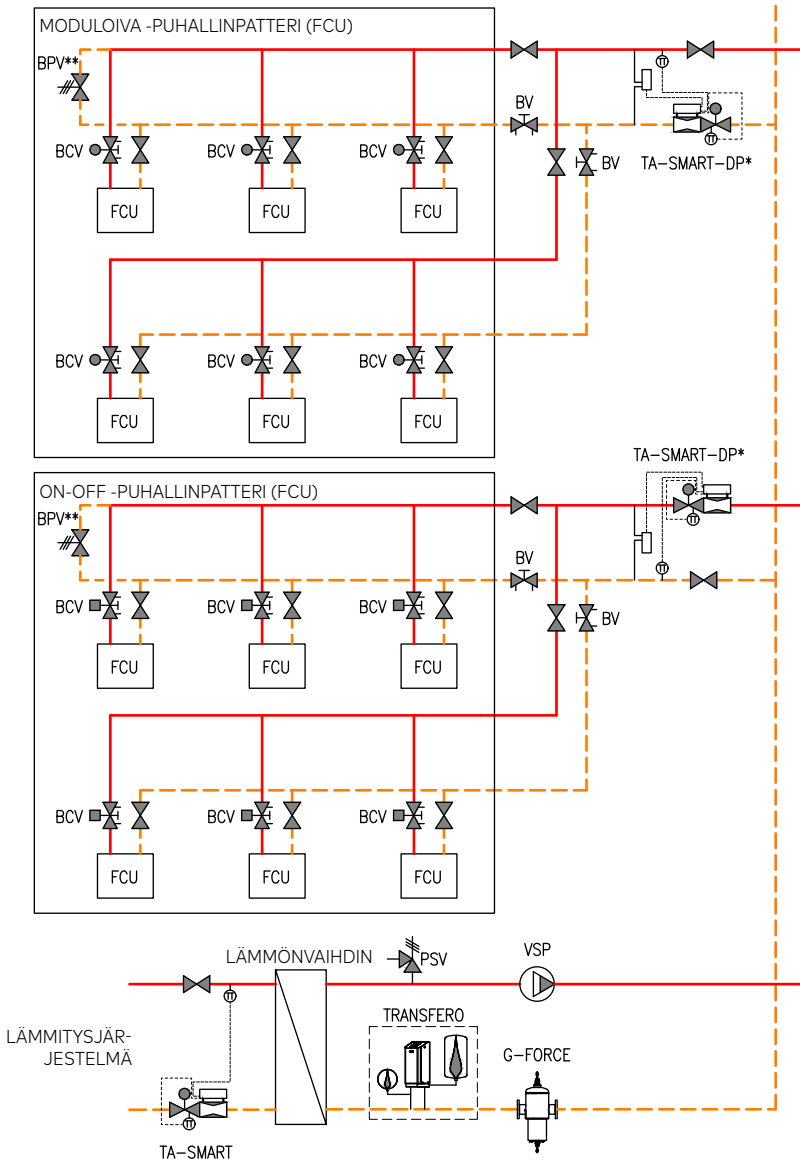 MODULOIVA -PUHALLINPATTERI (FCU)
BPV**
BV
BCV
BCV
BCV
BV
TA-SMART-DP*
FCU
FCU
FCU
BCV
BCV
BCV
FCU
FCU
FCU
TA-SMART-DP*
ON-OFF -PUHALLINPATTERI (FCU)
BPV**
BV
BCV
BCV
BCV
BV
FCU
FCU
FCU
BCV
BCV
BCV
FCU
FCU
FCU
LÄMMÖNVAIHDIN
PSV
VSP
TRANSFERO
LÄMMITYSJÄR-
JESTELMÄ
G-FORCE
TA-SMART